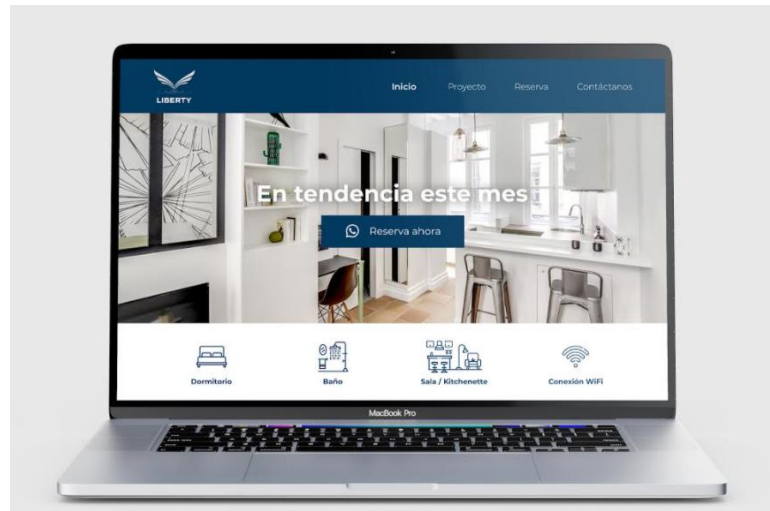 LIBERTY
Inicio Proyecto Reserva Contáctanos
En tendencia este mes
Reserva ahora
Dormitorio Baño Sala / Kitchenette Conexión WiFi
MacBook Pro